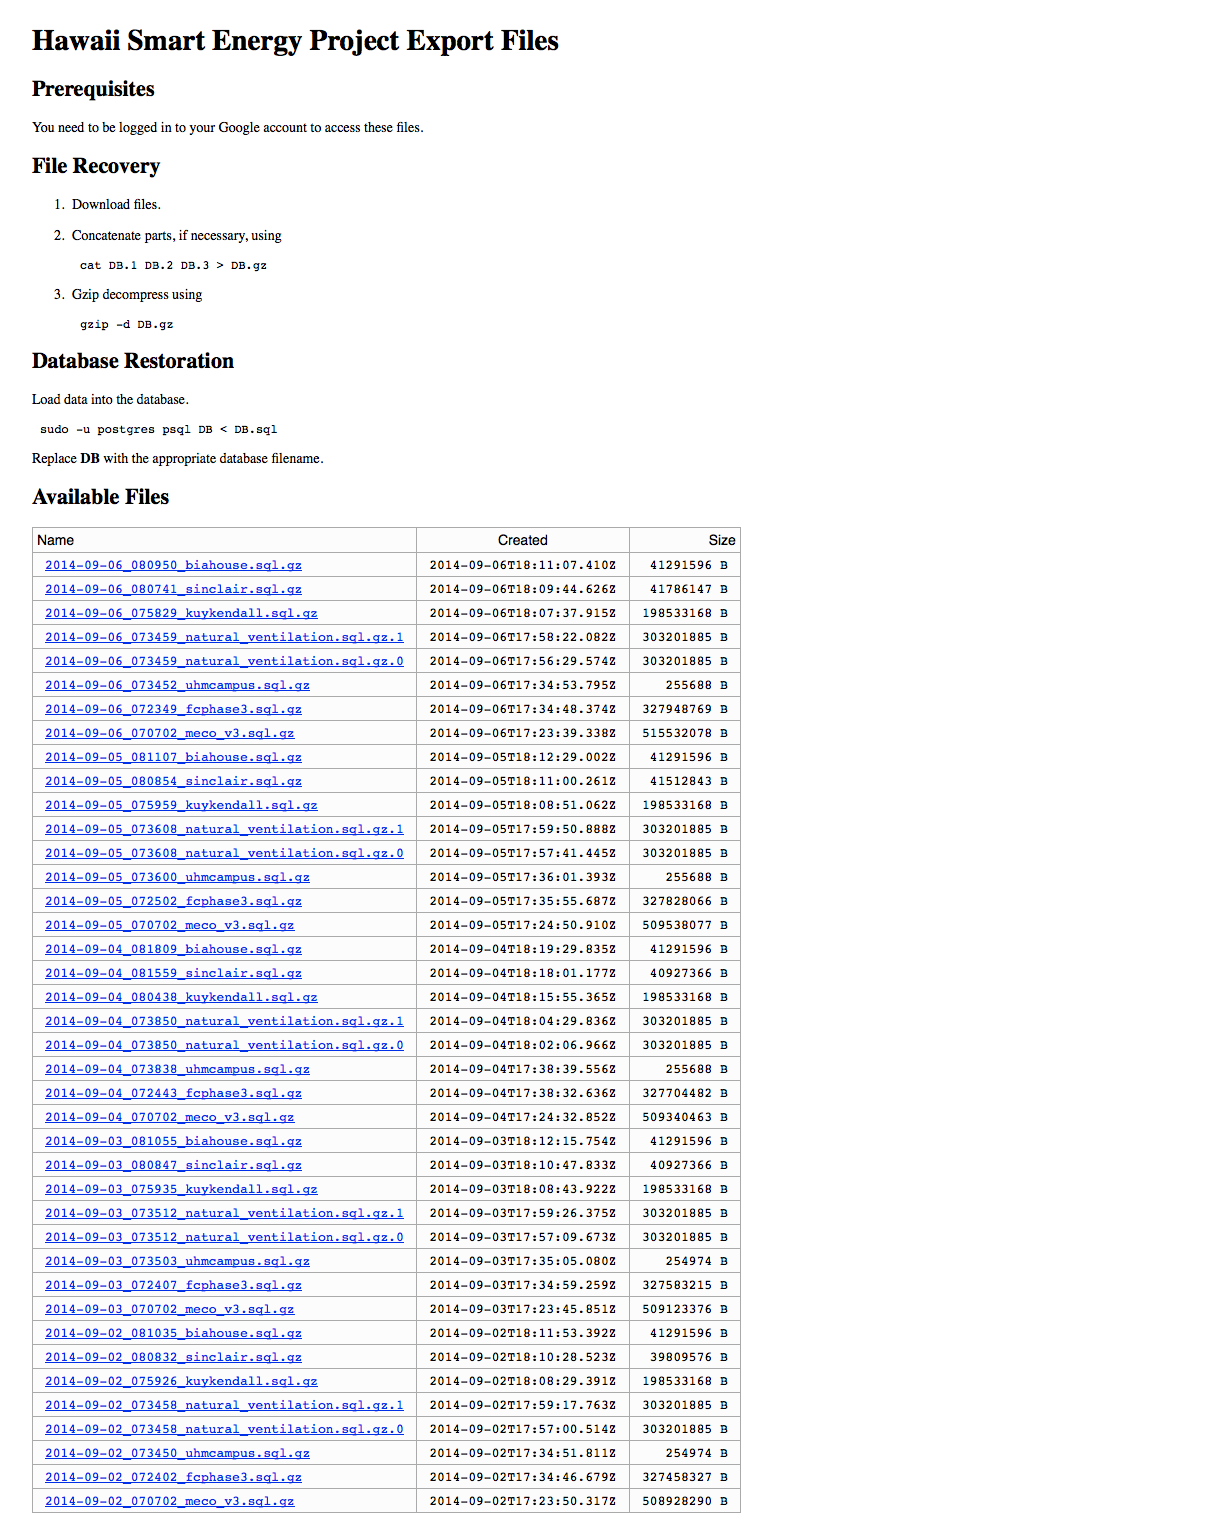 Hawaii Smart Energy Project Export Files
Prerequisites
You need to be logged in to your Google account to access these files.
File Recovery
1. Download files.
2. Concatenate parts, if necessary, using
cat DB.1 DB.2 DB.3 > DB.gz
3. Gzip decompress using
gzip -d DB.gz
Database Restoration
Load data into the database.
sudo -u postgres psql DB < DB.sql
Replace DB with the appropriate database filename.
Available Files
Name Created Size
2014-09-06_080950_biahouse.sql.gz 2014-09-06T18:11:07.410Z 41291596 B
2014-09-06_080741_sinclair.sql.gz 2014-09-06T18:09:44.626Z 41786147 B
2014-09-06_075829_kuykendall.sql.gz 2014-09-06T18:07:37.915Z 198533168 B
2014-09-06_073459_natural_ventilation.sql.gz.1 2014-09-06T17:58:22.082Z 303201885 B
2014-09-06_073459_natural_ventilation.sql.gz.0 2014-09-06T17:56:29.574Z 303201885 B
2014-09-06_073452_uhmcampus.sql.gz 2014-09-06T17:34:53.795Z 255688 B
2014-09-06_072349_fcphase3.sql.gz 2014-09-06T17:34:48.374Z 327948769 B
2014-09-06_070702_meco_v3.sql.gz 2014-09-06T17:23:39.338Z 515532078 B
2014-09-05_081107_biahouse.sql.gz 2014-09-05T18:12:29.002Z 41291596 B
2014-09-05_080854_sinclair.sql.gz 2014-09-05T18:11:00.261Z 41512843 B
2014-09-05_075959_kuykendall.sql.gz 2014-09-05T18:08:51.062Z 198533168 B
2014-09-05_073608_natural_ventilation.sql.gz.1 2014-09-05T17:59:50.888Z 303201885 B
2014-09-05_073608_natural_ventilation.sql.gz.0 2014-09-05T17:57:41.445Z 303201885 B
2014-09-05_073600_uhmcampus.sql.gz 2014-09-05T17:36:01.393Z 255688 B
2014-09-05_072502_fcphase3.sql.gz 2014-09-05T17:35:55.687Z 327828066 B
2014-09-05_070702_meco_v3.sql.gz 2014-09-05T17:24:50.910Z 509538077 B
2014-09-04_081809_biahouse.sql.gz 2014-09-04T18:19:29.835Z 41291596 B
2014-09-04_081559_sinclair.sql.gz 2014-09-04T18:18:01.177Z 40927366 B
2014-09-04_080438_kuykendall.sql.gz 2014-09-04T18:15:55.365Z 198533168 B
2014-09-04_073850_natural_ventilation.sql.gz.1 2014-09-04T18:04:29.836Z 303201885 B
2014-09-04_073850_natural_ventilation.sql.gz.0 2014-09-04T18:02:06.966Z 303201885 B
2014-09-04_073838_uhmcampus.sql.gz 2014-09-04T17:38:39.556Z 255688 B
2014-09-04_072443_fcphase3.sql.gz 2014-09-04T17:38:32.636Z 327704482 B
2014-09-04_070702_meco_v3.sql.gz 2014-09-04T17:24:32.852Z 509340463 B
2014-09-03_081055_biahouse.sql.gz 2014-09-03T18:12:15.754Z 41291596 B
2014-09-03_080847_sinclair.sql.gz 2014-09-03T18:10:47.833Z 40927366 B
2014-09-03_075935_kuykendall.sql.gz 2014-09-03T18:08:43.922Z 198533168 B
2014-09-03_073512_natural_ventilation.sql.gz.1 2014-09-03T17:59:26.375Z 303201885 B
2014-09-03_073512_natural_ventilation.sql.gz.0 2014-09-03T17:57:09.673Z 303201885 B
2014-09-03_073503_uhmcampus.sql.gz 2014-09-03T17:35:05.080Z 254974 B
2014-09-03_072407_fcphase3.sql.gz 2014-09-03T17:34:59.259Z 327583215 B
2014-09-03_070702_meco_v3.sql.gz 2014-09-03T17:23:45.851Z 509123376 B
2014-09-02_081035_biahouse.sql.gz 2014-09-02T18:11:53.392Z 41291596 B
2014-09-02_080832_sinclair.sql.gz 2014-09-02T18:10:28.523Z 39809576 B
2014-09-02_075926_kuykendall.sql.gz 2014-09-02T18:08:29.391Z 198533168 B
2014-09-02_073458_natural_ventilation.sql.gz.1 2014-09-02T17:59:17.763Z 303201885 B
2014-09-02_073458_natural_ventilation.sql.gz.0 2014-09-02T17:57:00.514Z 303201885 B
2014-09-02_073450_uhmcampus.sql.gz 2014-09-02T17:34:51.811Z 254974 B
2014-09-02_072402_fcphase3.sql.gz 2014-09-02T17:34:46.679Z 327458327 B
2014-09-02_070702_meco_v3.sql.gz 2014-09-02T17:23:50.317Z 508928290 B